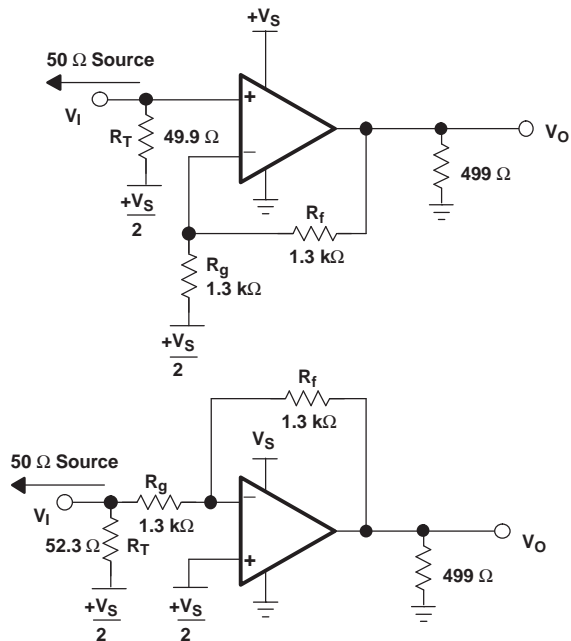 +VS
50 Ω Source
VI
+
VO
RT
49.9 Ω
−
499 Ω
+VS
2
Rf
1.3 kΩ
Rg
1.3 kΩ
+VS
2
Rf
1.3 kΩ
VS
50 Ω Source
Rg
VI
1.3 kΩ
−
VO
52.3 Ω
RT
+
499 Ω
+VS
2
+VS
2